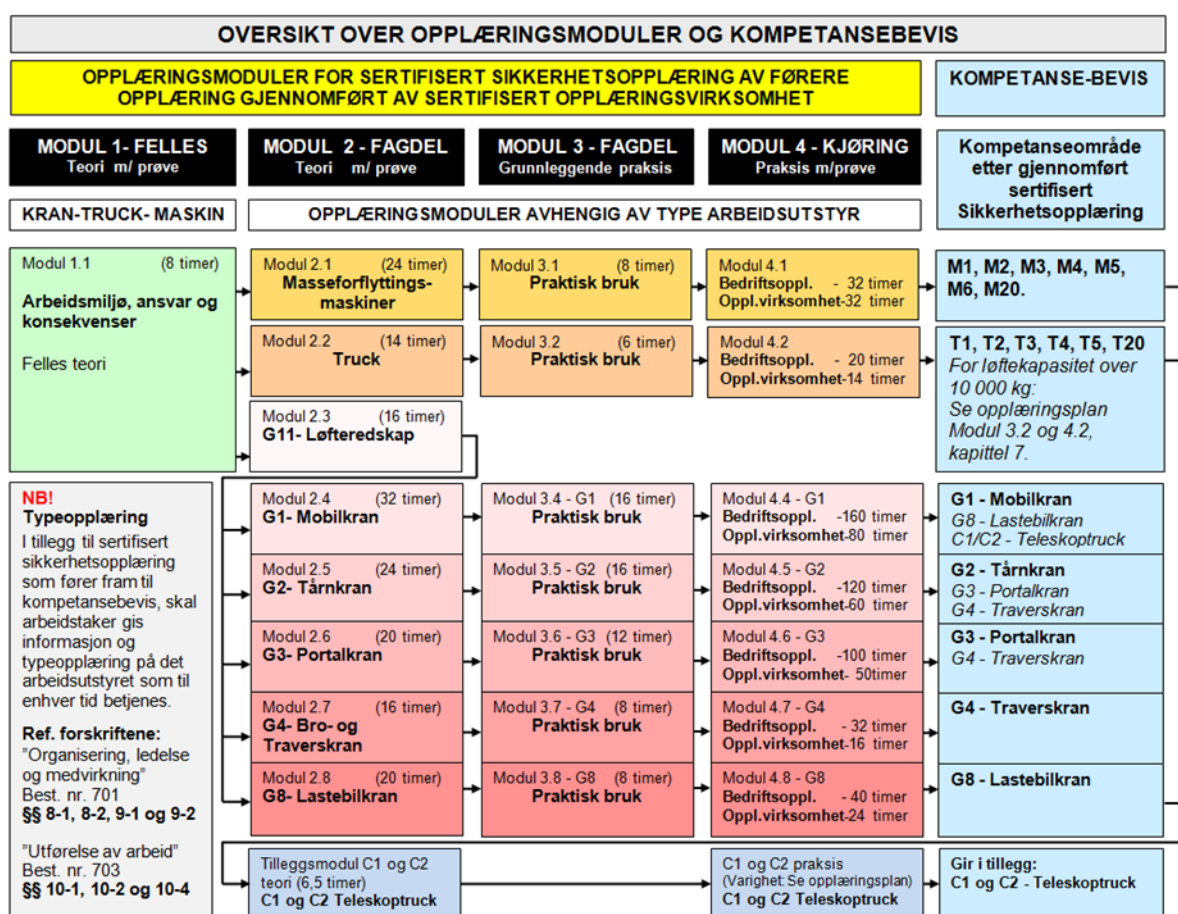 OVERSIKT OVER OPPLÆRINGSMODULER OG KOMPETANSEBEVIS
OPPLÆRINGSMODULER FOR SERTIFISERT SIKKERHETSOPPLÆRING AV FØRERE
OPPLÆRING GJENNOMFØRT AV SERTIFISERT OPPLÆRINGSVIRKSOMHET
KOMPETANSE-BEVIS
MODUL 1- FELLES
Teori m/ prøve
MODUL 2 - FAGDEL
Teori m/ prøve
MODUL 3 - FAGDEL
Grunnleggende praksis
MODUL 4 - KJØRING
Praksis m/prøve
Kompetanseområde
etter gjennomført
sertifisert
Sikkerhetsopplæring
KRAN-TRUCK- MASKIN
OPPLÆRINGSMODULER AVHENGIG AV TYPE ARBEIDSUTSTYR
Modul 1.1 (8 timer)
Arbeidsmiljø, ansvar og
konsekvenser
Felles teori
Modul 2.1 (24 timer)
Masseforflyttings-
maskiner
Modul 3.1 (8 timer)
Praktisk bruk
Modul 4.1
Bedriftsoppl. - 32 timer
Oppl.virksomhet-32 timer
M1, M2, M3, M4, M5,
M6, M20.
Modul 2.2 (14 timer)
Truck
Modul 3.2 (6 timer)
Praktisk bruk
Modul 4.2
Bedriftsoppl. - 20 timer
Oppl.virksomhet-14 timer
T1, T2, T3, T4, T5, T20
For løftekapasitet over
10 000 kg:
Se opplæringsplan
Modul 3.2 og 4.2,
kapittel 7.
Modul 2.3 (16 timer)
G11- Løfteredskap
NB!
Typeopplæring
I tillegg til sertifisert
sikkerhetsopplæring
som fører fram til
kompetansebevis, skal
arbeidstaker gis
informasjon og
typeopplæring på det
arbeidsutstyret som til
enhver tid betjenes.
Ref. forskriftene:
"Organisering, ledelse
og medvirkning"
Best. nr. 701
§§ 8-1, 8-2, 9-1 og 9-2
"Utførelse av arbeid"
Best. nr. 703
§§ 10-1, 10-2 og 10-4
Modul 2.4 (32 timer)
G1- Mobilkran
Modul 3.4 - G1 (16 timer)
Praktisk bruk
Modul 4.4 - G1
Bedriftsoppl. -160 timer
Oppl.virksomhet-80 timer
G1 - Mobilkran
G8 - Lastebilkran
C1/C2 - Teleskoptruck
Modul 2.5 (24 timer)
G2- Tårnkran
Modul 3.5 - G2 (16 timer)
Praktisk bruk
Modul 4.5 - G2
Bedriftsoppl. -120 timer
Oppl.virksomhet-60 timer
G2 - Tårnkran
G3 - Portalkran
G4 - Traverskran
Modul 2.6 (20 timer)
G3- Portalkran
Modul 3.6 - G3 (12 timer)
Praktisk bruk
Modul 4.6 - G3
Bedriftsoppl. -100 timer
Oppl.virksomhet- 50timer
G3 - Portalkran
G4 - Traverskran
Modul 2.7 (16 timer)
G4- Bro- og
Traverskran
Modul 3.7 - G4 (8 timer)
Praktisk bruk
Modul 4.7 - G4
Bedriftsoppl. - 32 timer
Oppl.virksomhet-16 timer
G4 - Traverskran
Modul 2.8 (20 timer)
G8- Lastebilkran
Modul 3.8 - G8 (8 timer)
Praktisk bruk
Modul 4.8 - G8
Bedriftsoppl. - 40 timer
Oppl.virksomhet-24 timer
G8 - Lastebilkran
Tilleggsmodul C1 og C2
teori (6,5 timer)
C1 og C2 Teleskoptruck
C1 og C2 praksis
(Varighet: Se opplæringsplan)
C1 og C2 Teleskoptruck
Gir i tillegg:
C1 og C2 - Teleskoptruck